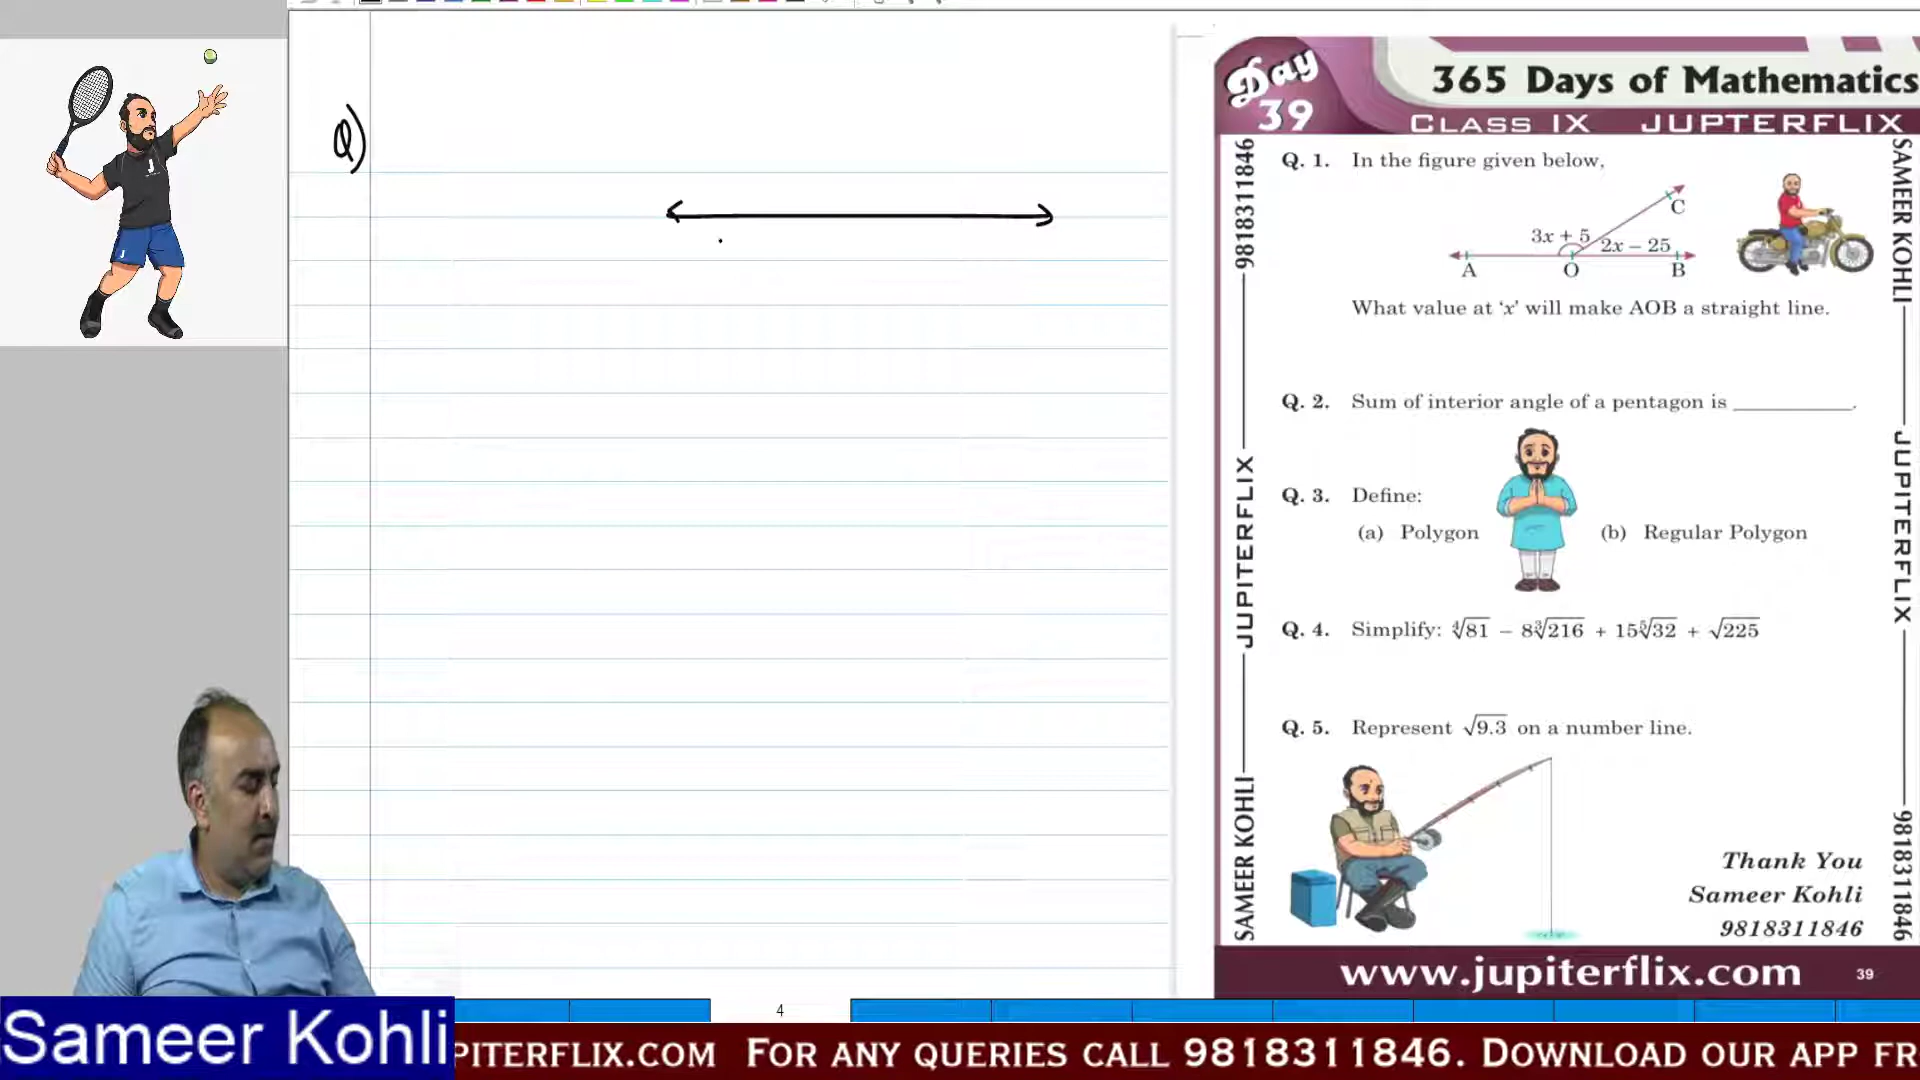 Q)
Day 39
365 Days of Mathematics
CLASS IX JUPTERFLIX
Q. 1. In the figure given below,
C
3x + 5
2x – 25
A O B
What value at ‘x’ will make AOB a straight line.
Q. 2. Sum of interior angle of a pentagon is __________.
Q. 3. Define:
(a) Polygon (b) Regular Polygon
Q. 4. Simplify: ∜81 – 8∛216 + 15⁵√32 + √225
Q. 5. Represent √9.3 on a number line.
Thank You
Sameer Kohli
9818311846
www.jupiterflix.com 39
SAMEER KOHLI JUPITERFLIX 9818311846
SAMEER KOHLI JUPITERFLIX 9818311846
4
Sameer Kohli
PITERFLIX.COM FOR ANY QUERIES CALL 9818311846. DOWNLOAD OUR APP FR